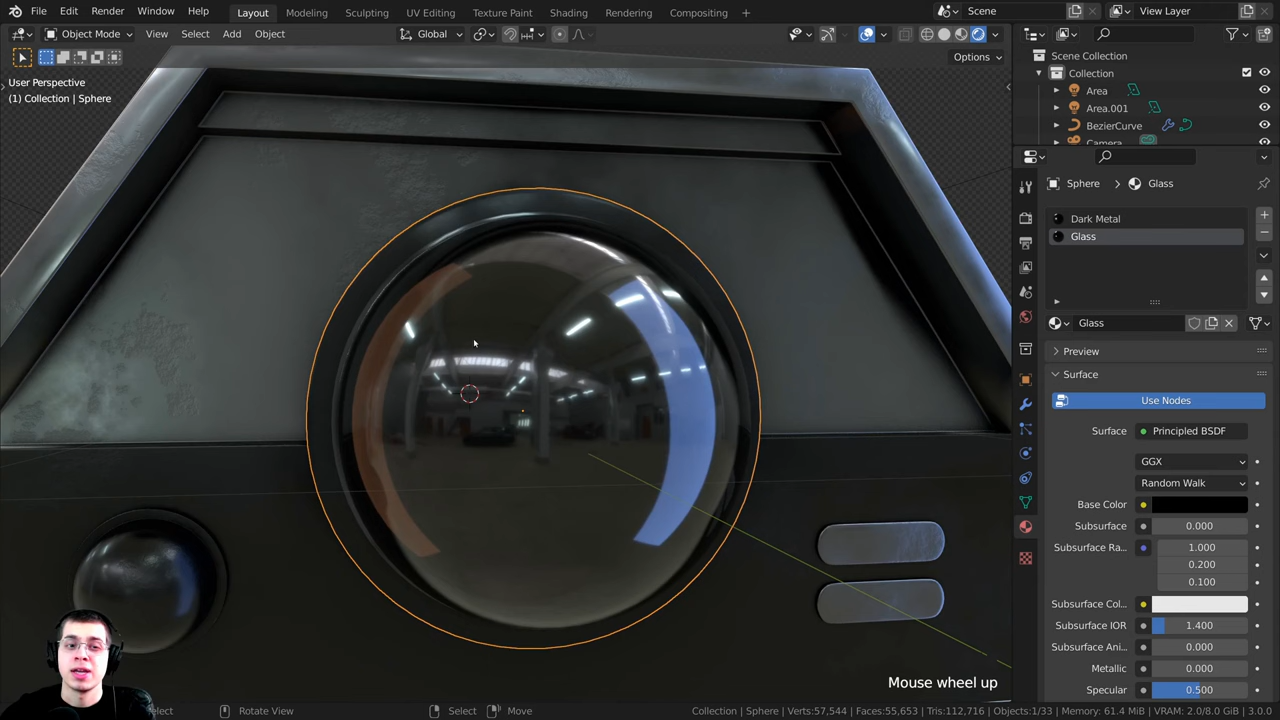 File Edit Render Window Help Layout Modeling Sculpting UV Editing Texture Paint Shading Rendering Animation Compositing Scene View Layer
Object Mode View Select Add Object Global
Options
User Perspective
(1) Collection | Sphere
Scene Collection
Collection
Area
Area.001
BezierCurve
Camera
Sphere Glass
Dark Metal
Glass
Glass
Preview
Surface
Use Nodes
Surface Principled BSDF
GGX
Random Walk
Base Color
Subsurface 0.000
Subsurface Ra... 1.000
0.200
0.100
Subsurface Col...
Subsurface IOR 1.400
Subsurface Ani... 0.000
Metallic 0.000
Specular 0.500
Mouse wheel up
Rotate View Select Move Collection | Sphere | Verts:57,544 | Faces:55,653 | Tris:112,716 | Objects:1/33 | Memory: 61.4 MiB | VRAM: 2.0/8.0 GiB | 3.0.0